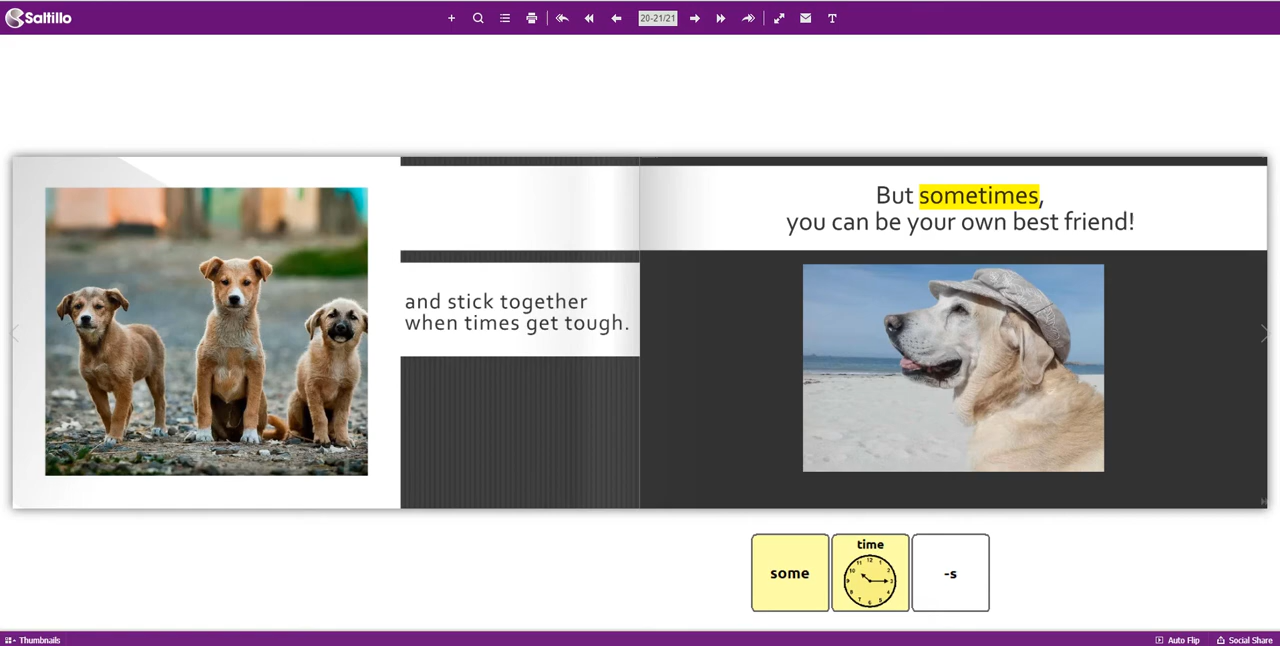 Saltillo
20-21/21
and stick together
when times get tough.
But sometimes,
you can be your own best friend!
some
time
-s
Thumbnails
Auto Flip
Social Share